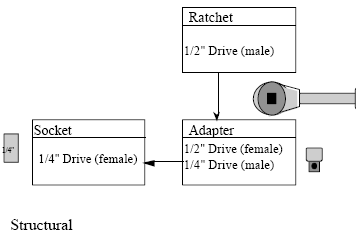 Ratchet
1/2" Drive (male)
Socket
1/4" Drive (female)
Adapter
1/2" Drive (female)
1/4" Drive (male)
1/4"
Structural